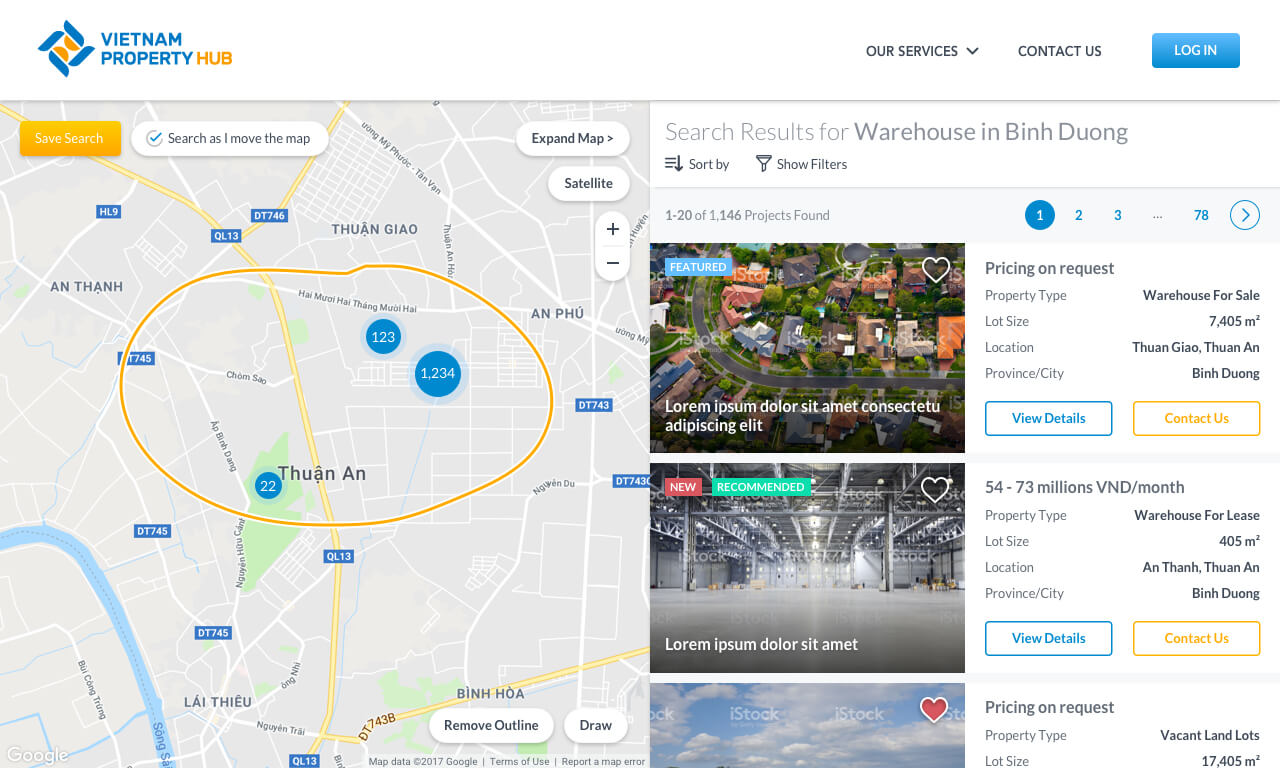 VIETNAM
PROPERTY HUB
OUR SERVICES
CONTACT US
LOG IN
Save Search
Search as I move the map
Expand Map >
Satellite
+
−
HL9
DT746
QL13
THUẬN GIAO
AN THẠNH
AN PHÚ
Hai Mươi Hai Tháng Mười Hai
123
1,234
DT745
Chòm Sao
DT743
Thuận An
22
Nguyễn Du
DT743C
DT745
QL13
DT745
LÁI THIÊU
BÌNH HÒA
Nguyễn Trãi
ĐT743B
QL13
Remove Outline
Draw
Google
Map data ©2017 Google | Terms of Use | Report a map error
Search Results for Warehouse in Binh Duong
Sort by
Show Filters
1-20 of 1,146 Projects Found
1
2
3
...
78
FEATURED
iStock
Lorem ipsum dolor sit amet consectetu
adipiscing elit
Pricing on request
Property Type Warehouse For Sale
Lot Size 7,405 m²
Location Thuan Giao, Thuan An
Province/City Binh Duong
View Details
Contact Us
NEW
RECOMMENDED
iStock
Lorem ipsum dolor sit amet
54 - 73 millions VND/month
Property Type Warehouse For Lease
Lot Size 405 m²
Location An Thanh, Thuan An
Province/City Binh Duong
View Details
Contact Us
iStock
iStock
Pricing on request
Property Type Vacant Land Lots
Lot Size 17,405 m²